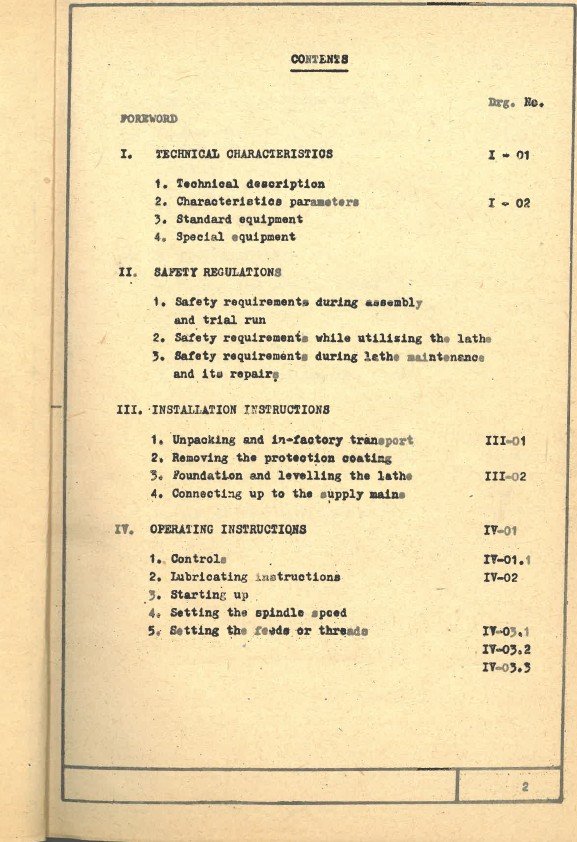 CONTENTS
Drg. No.
FOREWORD
I. TECHNICAL CHARACTERISTICS I - 01
1. Technical description
2. Characteristics parameters I - 02
3. Standard equipment
4. Special equipment
II. SAFETY REGULATIONS
1. Safety requirements during assembly
and trial run
2. Safety requirements while utilizing the lathe
3. Safety requirements during lathe maintenance
and its repairs
III. INSTALLATION INSTRUCTIONS
1. Unpacking and in-factory transport III-01
2. Removing the protection coating
3. Foundation and levelling the lathe III-02
4. Connecting up to the supply mains
IV. OPERATING INSTRUCTIONS IV-01
1. Controls IV-01.1
2. Lubricating instructions IV-02
3. Starting up
4. Setting the spindle speed
5. Setting the feeds or threads IV-03.1
IV-03.2
IV-03.3
2